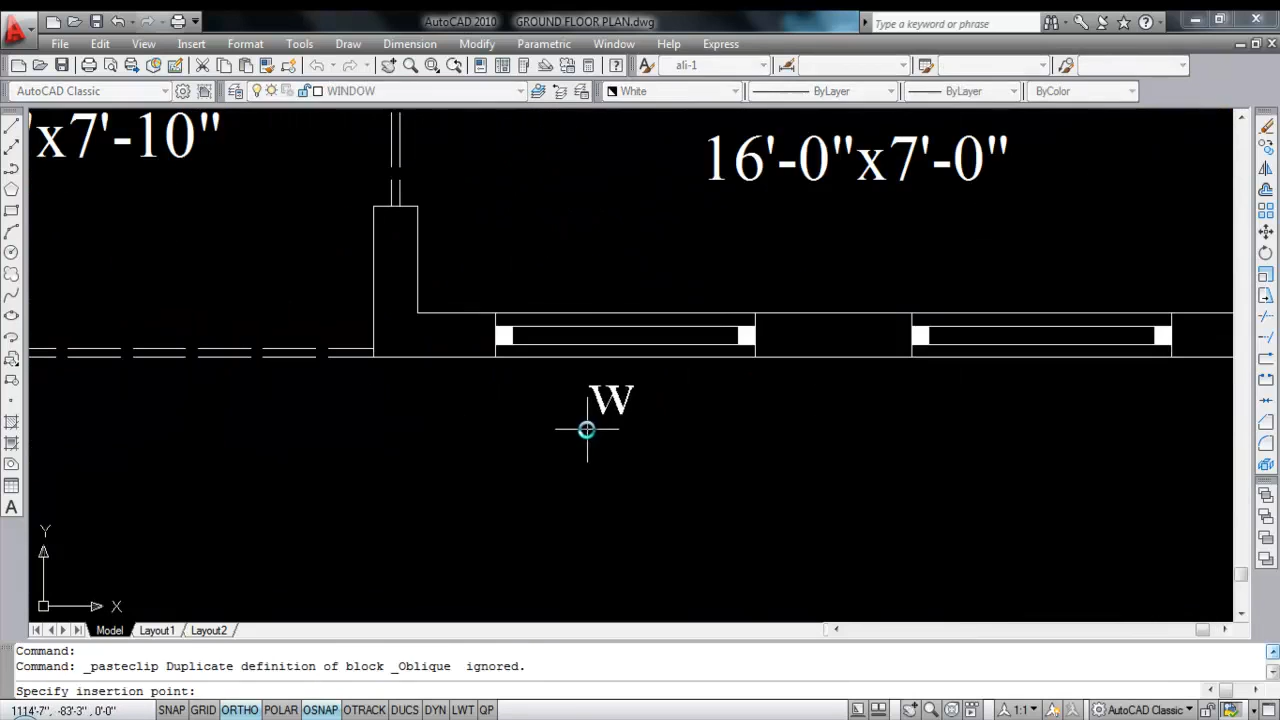 AutoCAD 2010 GROUND FLOOR PLAN.dwg
Type a keyword or phrase
File Edit View Insert Format Tools Draw Dimension Modify Parametric Window Help Express
ali-1
AutoCAD Classic WINDOW White ByLayer ByLayer ByColor
'x7'-10"
16'-0"x7'-0"
W
Y
X
Model Layout1 Layout2
Command:
Command: _pasteclip Duplicate definition of block _Oblique ignored.
Specify insertion point:
1114'-7", -83'-3", 0'-0" SNAP GRID ORTHO POLAR OSNAP OTRACK DUCS DYN LWT QP 1:1 AutoCAD Classic